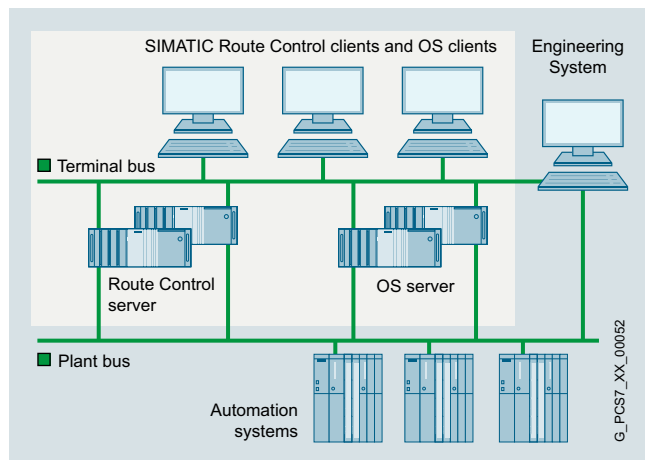 SIMATIC Route Control clients and OS clients
Engineering
System
Terminal bus
Route Control
server
OS server
Plant bus
Automation
systems
G_PCS7_XX_00052